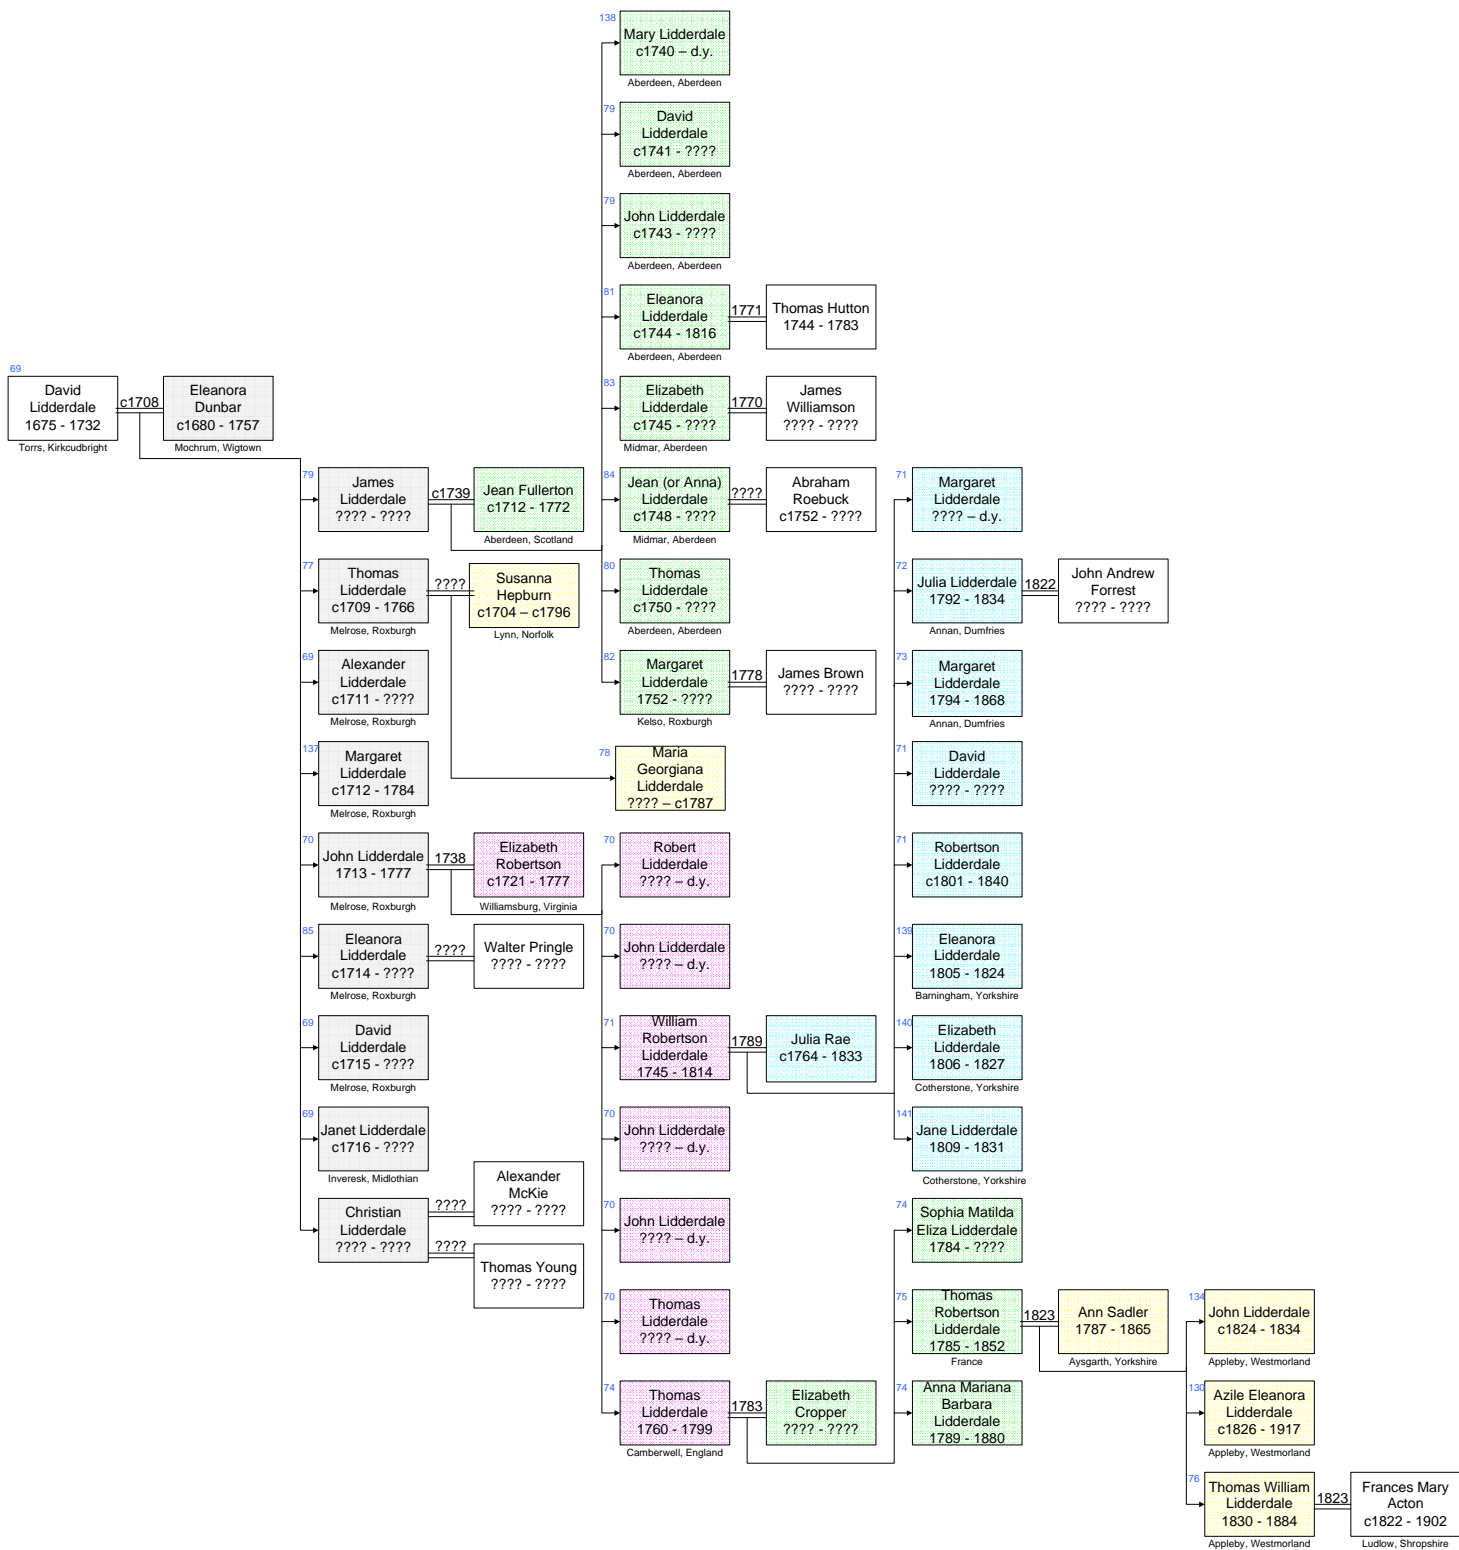 138
Mary Lidderdale
c1740 – d.y.
Aberdeen, Aberdeen
79
David
Lidderdale
c1741 - ????
Aberdeen, Aberdeen
79
John Lidderdale
c1743 - ????
Aberdeen, Aberdeen
81
Eleanora
Lidderdale
c1744 - 1816
Aberdeen, Aberdeen
1771
Thomas Hutton
1744 - 1783
69
David
Lidderdale
1675 - 1732
Torrs, Kirkcudbright
c1708
Eleanora
Dunbar
c1680 - 1757
Mochrum, Wigtown
83
Elizabeth
Lidderdale
c1745 - ????
Midmar, Aberdeen
1770
James
Williamson
???? - ????
79
James
Lidderdale
???? - ????
c1739
Jean Fullerton
c1712 - 1772
Aberdeen, Scotland
84
Jean (or Anna)
Lidderdale
c1748 - ????
Midmar, Aberdeen
????
Abraham
Roebuck
c1752 - ????
71
Margaret
Lidderdale
???? – d.y.
77
Thomas
Lidderdale
c1709 - 1766
Melrose, Roxburgh
????
Susanna
Hepburn
c1704 – c1796
Lynn, Norfolk
80
Thomas
Lidderdale
c1750 - ????
Aberdeen, Aberdeen
72
Julia Lidderdale
1792 - 1834
Annan, Dumfries
1822
John Andrew
Forrest
???? - ????
69
Alexander
Lidderdale
c1711 - ????
Melrose, Roxburgh
82
Margaret
Lidderdale
1752 - ????
Kelso, Roxburgh
1778
James Brown
???? - ????
73
Margaret
Lidderdale
1794 - 1868
Annan, Dumfries
137
Margaret
Lidderdale
c1712 - 1784
Melrose, Roxburgh
78
Maria
Georgiana
Lidderdale
???? – c1787
71
David
Lidderdale
???? - ????
70
John Lidderdale
1713 - 1777
Melrose, Roxburgh
1738
Elizabeth
Robertson
c1721 - 1777
Williamsburg, Virginia
70
Robert
Lidderdale
???? – d.y.
71
Robertson
Lidderdale
c1801 - 1840
85
Eleanora
Lidderdale
c1714 - ????
Melrose, Roxburgh
????
Walter Pringle
???? - ????
70
John Lidderdale
???? – d.y.
139
Eleanora
Lidderdale
1805 - 1824
Barningham, Yorkshire
69
David
Lidderdale
c1715 - ????
Melrose, Roxburgh
71
William
Robertson
Lidderdale
1745 - 1814
1789
Julia Rae
c1764 - 1833
140
Elizabeth
Lidderdale
1806 - 1827
Cotherstone, Yorkshire
69
Janet Lidderdale
c1716 - ????
Inveresk, Midlothian
70
John Lidderdale
???? – d.y.
141
Jane Lidderdale
1809 - 1831
Cotherstone, Yorkshire
Christian
Lidderdale
???? - ????
????
Alexander
McKie
???? - ????
????
Thomas Young
???? - ????
70
John Lidderdale
???? – d.y.
74
Sophia Matilda
Eliza Lidderdale
1784 - ????
70
Thomas
Lidderdale
???? – d.y.
75
Thomas
Robertson
Lidderdale
1785 - 1852
France
1823
Ann Sadler
1787 - 1865
Aysgarth, Yorkshire
134
John Lidderdale
c1824 - 1834
Appleby, Westmorland
74
Thomas
Lidderdale
1760 - 1799
Camberwell, England
1783
Elizabeth
Cropper
???? - ????
74
Anna Mariana
Barbara
Lidderdale
1789 - 1880
130
Azile Eleanora
Lidderdale
c1826 - 1917
Appleby, Westmorland
76
Thomas William
Lidderdale
1830 - 1884
Appleby, Westmorland
1823
Frances Mary
Acton
c1822 - 1902
Ludlow, Shropshire